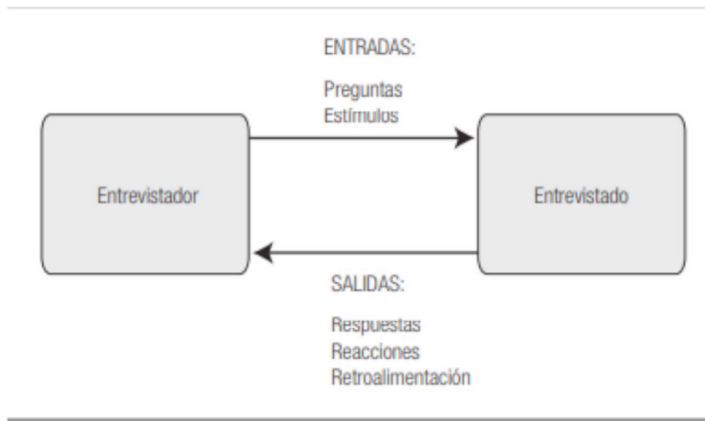 ENTRADAS:
Preguntas
Estímulos
Entrevistador
Entrevistado
SALIDAS:
Respuestas
Reacciones
Retroalimentación